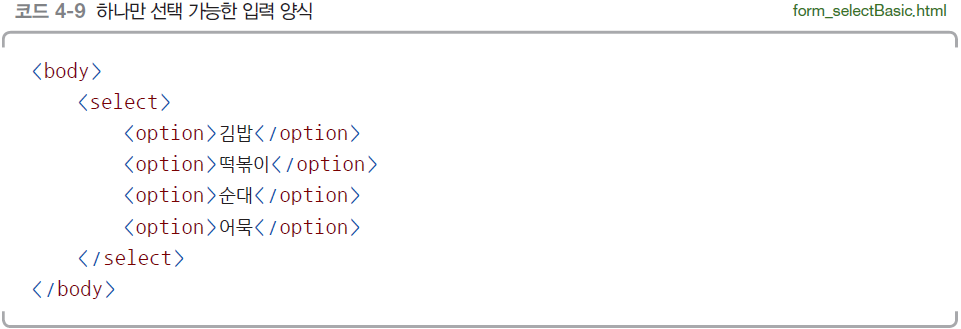 코드 4-9 하나만 선택 가능한 입력 양식 form_selectBasic.html
<body>
<select>
<option>김밥</option>
<option>떡볶이</option>
<option>순대</option>
<option>어묵</option>
</select>
</body>